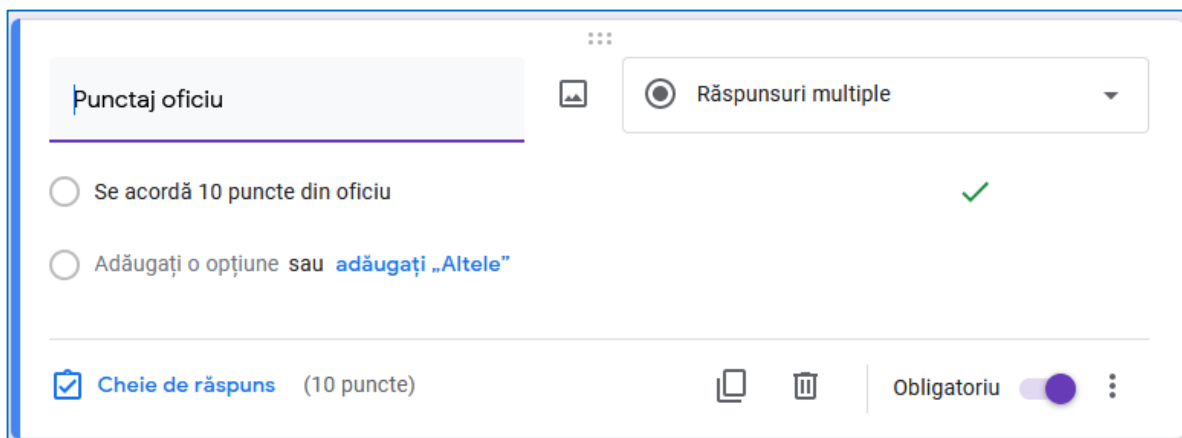 Punctaj oficiu
Răspunsuri multiple
Se acordă 10 puncte din oficiu
Adăugați o opțiune sau adăugați „Altele”
Cheie de răspuns (10 puncte)
Obligatoriu